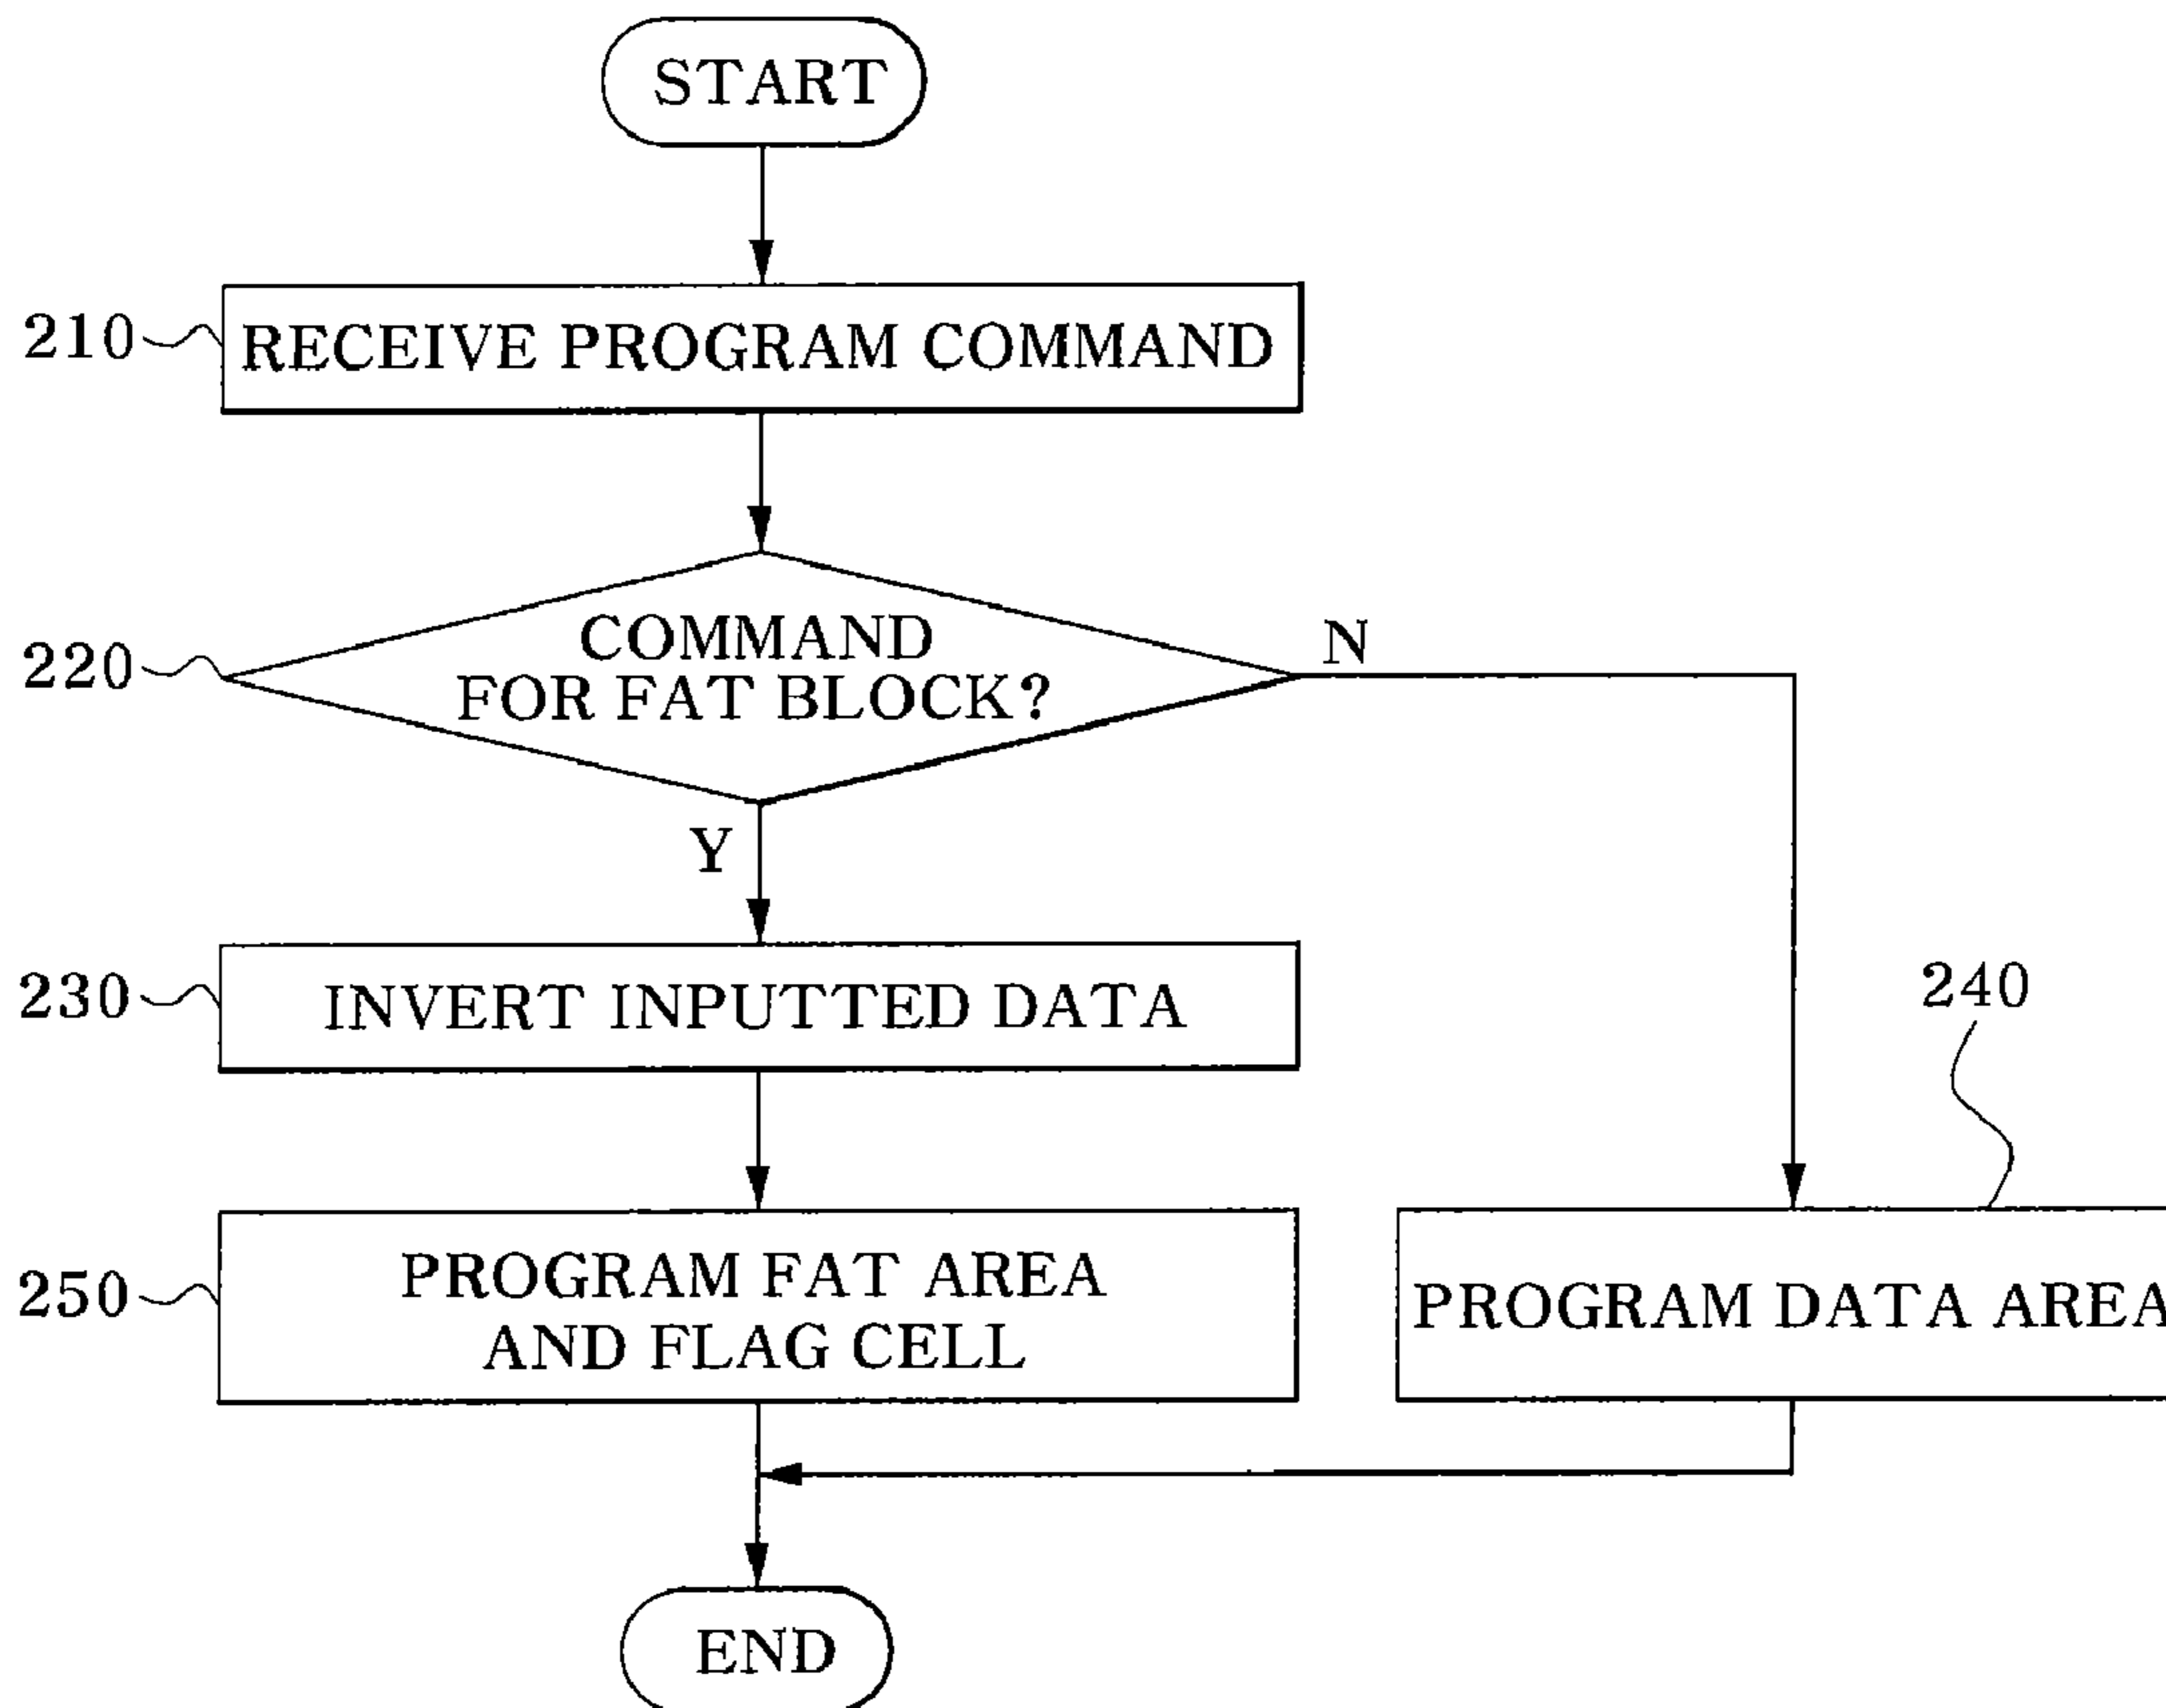 START
210
RECEIVE PROGRAM COMMAND
220
COMMAND
FOR FAT BLOCK?
N
Y
230
INVERT INPUTTED DATA
240
250
PROGRAM FAT AREA
AND FLAG CELL
PROGRAM DATA AREA
END